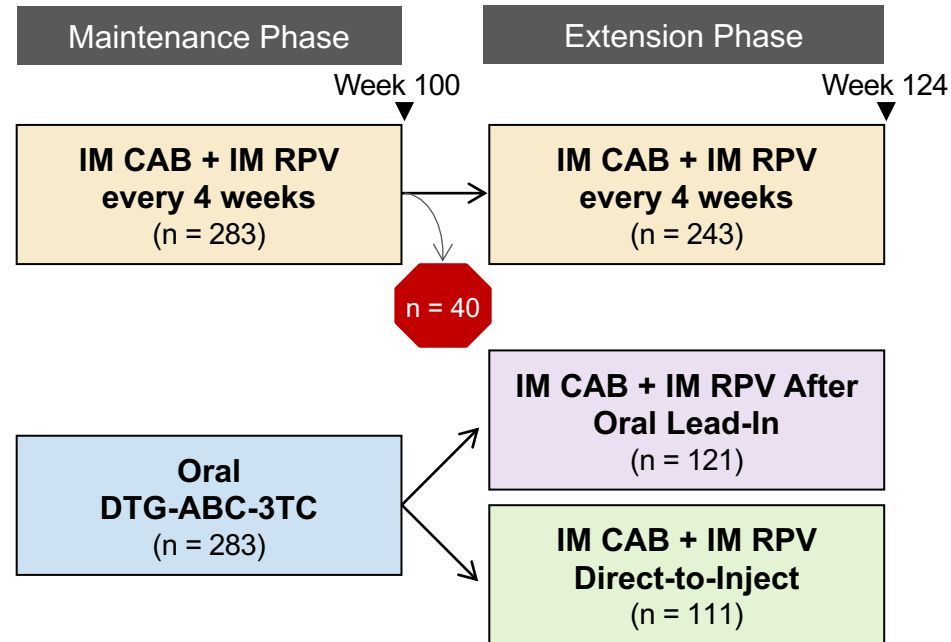 Maintenance Phase
Extension Phase
Week 100
Week 124
IM CAB + IM RPV
every 4 weeks
(n = 283)
IM CAB + IM RPV
every 4 weeks
(n = 243)
n = 40
Oral
DTG-ABC-3TC
(n = 283)
IM CAB + IM RPV After
Oral Lead-In
(n = 121)
IM CAB + IM RPV
Direct-to-Inject
(n = 111)